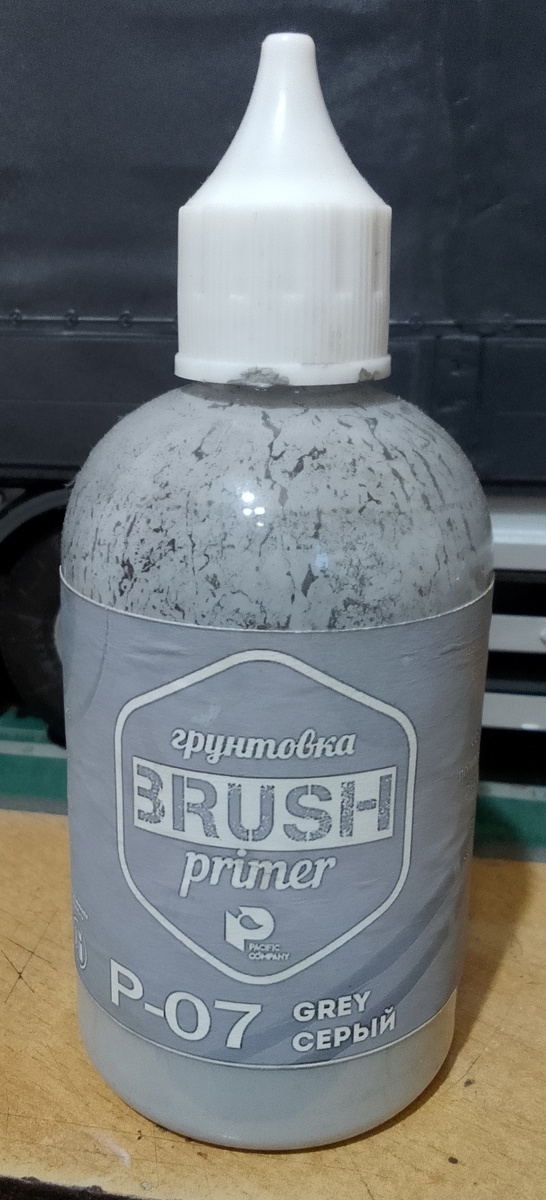 грунтовка
BRUSH
primer
PACIFIC
COMPANY
P-07
GREY
СЕРЫЙ